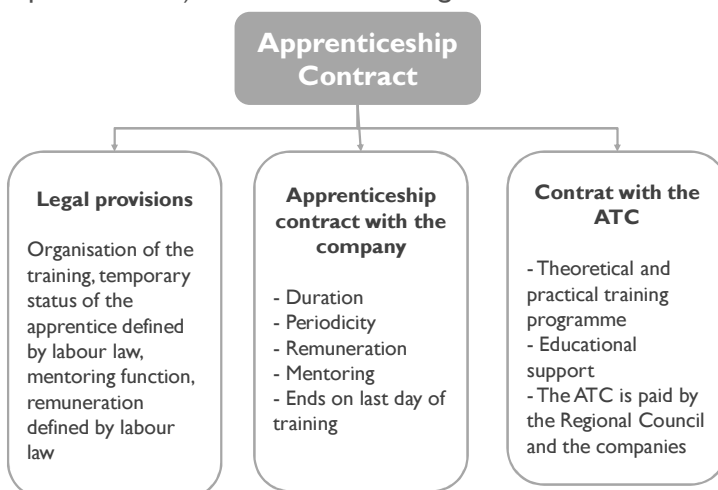 Apprenticeship
Contract
Legal provisions
Organisation of the
training, temporary
status of the
apprentice defined
by labour law,
mentoring function,
remuneration
defined by labour
law
Apprenticeship
contract with the
company
- Duration
- Periodicity
- Remuneration
- Mentoring
- Ends on last day of
training
Contrat with the
ATC
- Theoretical and
practical training
programme
- Educational
support
- The ATC is paid by
the Regional Council
and the companies